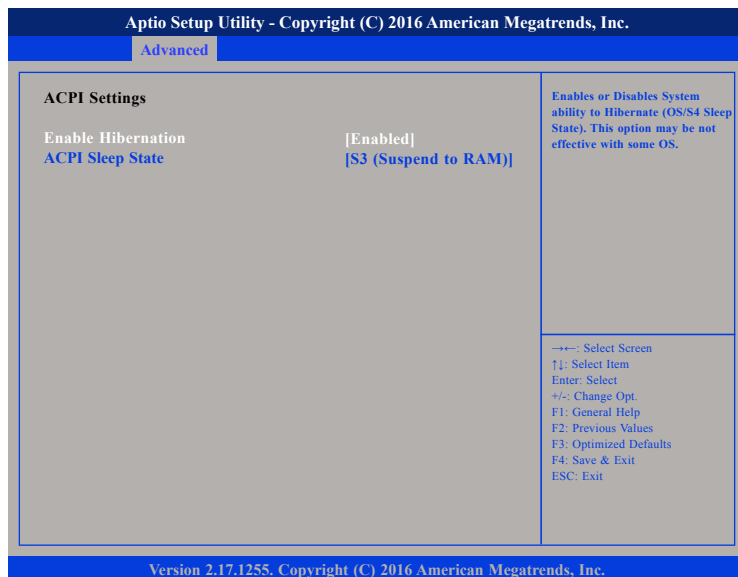 Aptio Setup Utility - Copyright (C) 2016 American Megatrends, Inc.
Advanced
ACPI Settings
Enable Hibernation [Enabled]
ACPI Sleep State [S3 (Suspend to RAM)]
Enables or Disables System
ability to Hibernate (OS/S4 Sleep
State). This option may be not
effective with some OS.
→←: Select Screen
↑↓: Select Item
Enter: Select
+/-: Change Opt.
F1: General Help
F2: Previous Values
F3: Optimized Defaults
F4: Save & Exit
ESC: Exit
Version 2.17.1255. Copyright (C) 2016 American Megatrends, Inc.